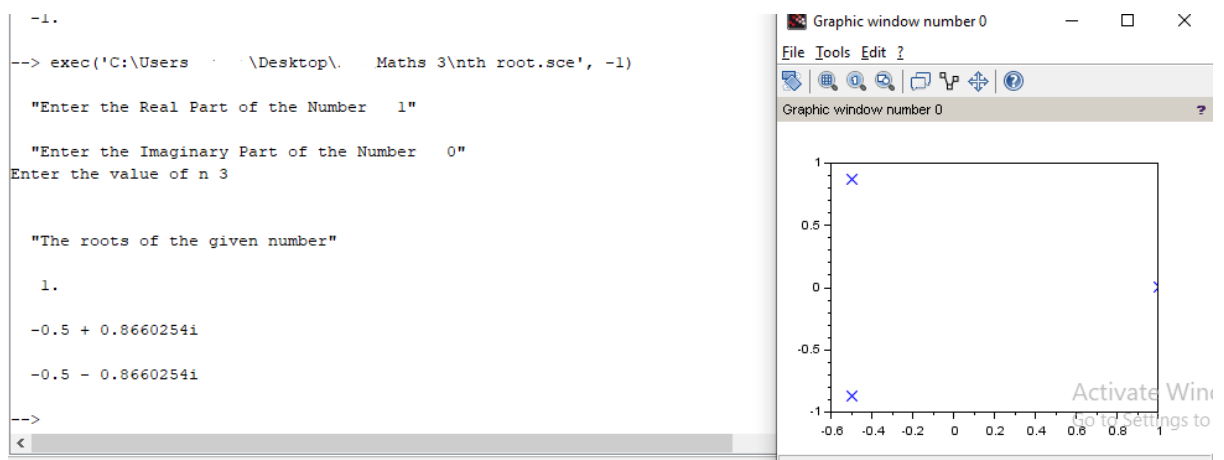 -1.
--> exec('C:\Users \Desktop\. Maths 3\nth root.sce', -1)
"Enter the Real Part of the Number 1"
"Enter the Imaginary Part of the Number 0"
Enter the value of n 3
"The roots of the given number"
1.
-0.5 + 0.8660254i
-0.5 - 0.8660254i
-->
Graphic window number 0
File Tools Edit ?
Graphic window number 0 ?
1
0.5
0
-0.5
-1
-0.6 -0.4 -0.2 0 0.2 0.4 0.6 0.8 1
Activate Win
Go to Settings to